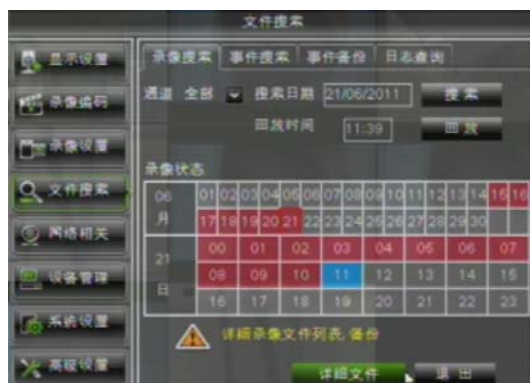 文件搜索
显示设置
录像编码
录像设置
文件搜索
网络相关
设备管理
系统设置
高级设置
录像搜索 事件搜索 事件备份 日志查询
通道 全部 搜索日期 21/06/2011 搜索
回放时间 11:39 回放
录像状态
06 月
01 02 03 04 05 06 07 08 09 10 11 12 13 14 15 16
17 18 19 20 21 22 23 24 25 26 27 28 29 30
21 日
00 01 02 03 04 05 06 07
08 09 10 11 12 13 14 15
16 17 18 19 20 21 22 23
详细录像文件列表,备份
详细文件 退出